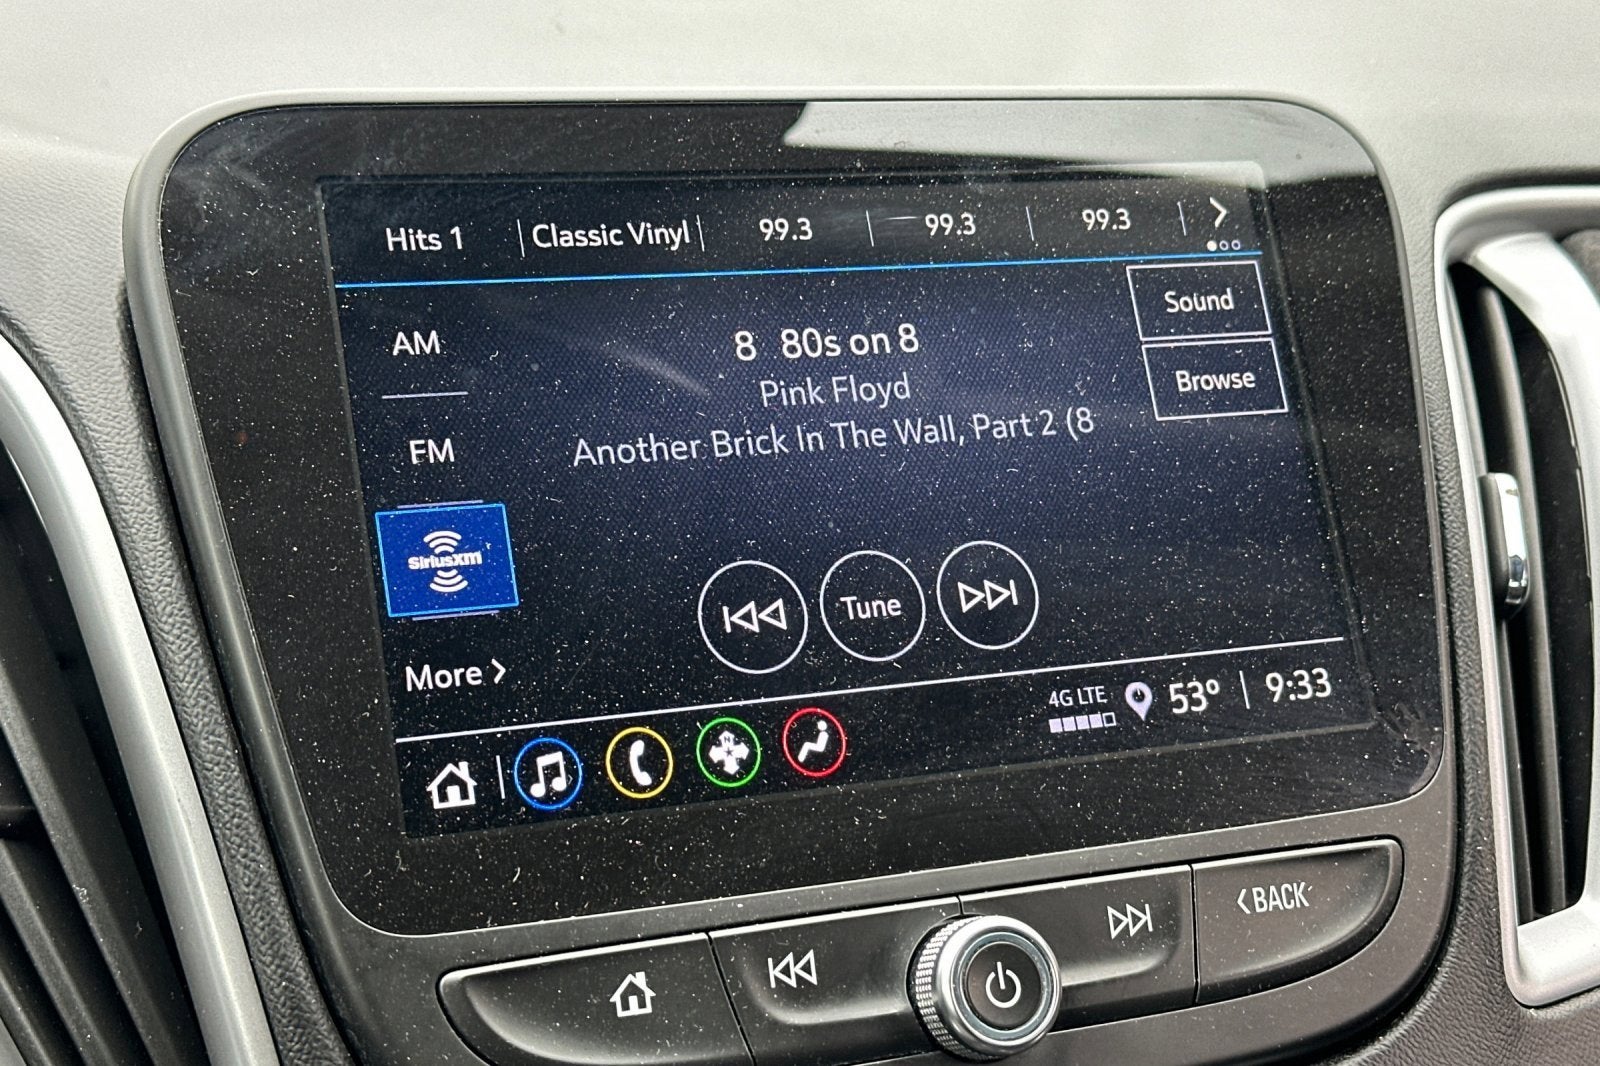 Hits 1 Classic Vinyl 99.3 99.3 99.3
Sound
AM
8 80s on 8
Browse
Pink Floyd
Another Brick In The Wall, Part 2 (8
FM
SiriusXM
Tune
More
4G LTE 53° 9:33
N
BACK